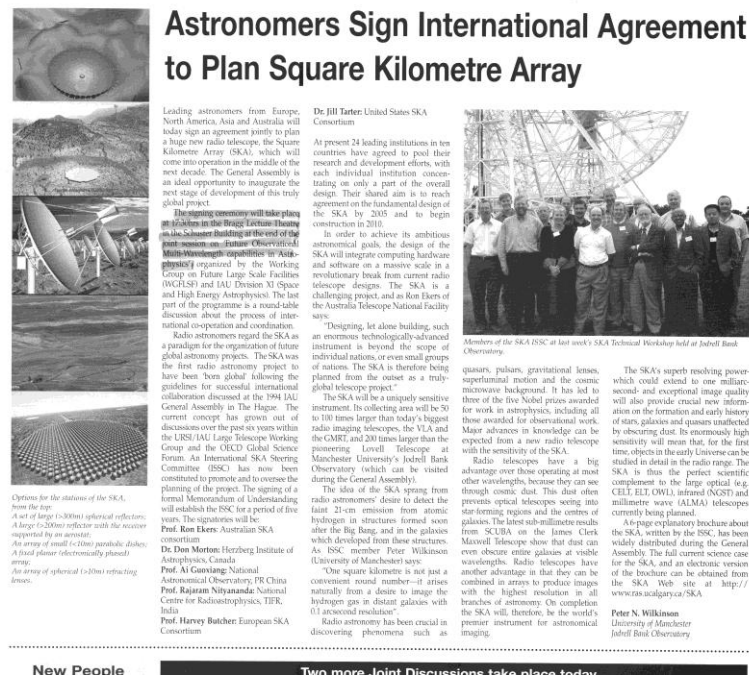 Astronomers Sign International Agreement
to Plan Square Kilometre Array
Leading astronomers from Europe,
North America, Asia and Australia will
today sign an agreement jointly to plan
a huge new radio telescope, the Square
Kilometre Array (SKA), which will
come into operation in the middle of the
next decade. The General Assembly is
an ideal opportunity to inaugurate the
next stage of development of this truly
global project.
The signing ceremony will take place
at 17.30hrs in the Bragg Lecture Theatre
in the Schuster Building at the end of the
joint session on 'Future Observational
Multi-Wavelength capabilities in Astro-
physics', organized by the Working
Group on Future Large Scale Facilities
(WGFLSF) and IAU Division XI (Space
and High Energy Astrophysics). The last
part of the programme is a round-table
discussion about the process of inter-
national co-operation and coordination.
Radio astronomers regard the SKA as
a paradigm for the organization of future
global astronomy projects. The SKA was
the first radio astronomy project to
have been 'born global' following the
guidelines for successful international
collaboration discussed at the 1994 IAU
General Assembly in The Hague. The
current concept has grown out of
discussions over the past six years within
the URSI/IAU Large Telescope Working
Group and the OECD Global Science
Forum. An International SKA Steering
Committee (ISSC) has now been
constituted to promote and to oversee the
planning of the project. The signing of a
formal Memorandum of Understanding
will establish the ISSC for a period of five
years. The signatories will be:
Prof. Ron Ekers: Australian SKA
consortium
Dr. Don Morton: Herzberg Institute of
Astrophysics, Canada
Prof. Ai Guoxiang: National
Astronomical Observatory, PR China
Prof. Rajaram Nityananda: National
Centre for Radioastrophysics, TIFR,
India
Prof. Harvey Butcher: European SKA
Consortium
Dr. Jill Tarter: United States SKA
Consortium
At present 24 leading institutions in ten
countries have agreed to pool their
research and development efforts, with
each individual institution concen-
trating on only a part of the overall
design. Their shared aim is to reach
agreement on the fundamental design of
the SKA by 2005 and to begin
construction in 2010.
In order to achieve its ambitious
astronomical goals, the design of the
SKA will integrate computing hardware
and software on a massive scale in a
revolutionary break from current radio
telescope designs. The SKA is a
challenging project, and as Ron Ekers of
the Australia Telescope National Facility
says:
"Designing, let alone building, such
an enormous technologically-advanced
instrument is beyond the scope of
individual nations, or even small groups
of nations. The SKA is therefore being
planned from the outset as a truly-
global telescope project."
The SKA will be a uniquely sensitive
instrument. Its collecting area will be 50
to 100 times larger than today's biggest
radio imaging telescopes, the VLA and
the GMRT, and 200 times larger than the
pioneering Lovell Telescope at
Manchester University's Jodrell Bank
Observatory (which can be visited
during the General Assembly).
The idea of the SKA sprang from
radio astronomers' desire to detect the
faint 21-cm emission from atomic
hydrogen in structures formed soon
after the Big Bang, and in the galaxies
which developed from these structures.
As ISSC member Peter Wilkinson
(University of Manchester) says:
"One square kilometre is not just a
convenient round number—it arises
naturally from a desire to image the
hydrogen gas in distant galaxies with
0.1 arcsecond resolution".
Radio astronomy has been crucial in
discovering phenomena such as
Members of the SKA ISSC at last week's SKA Technical Workshop held at Jodrell Bank
Observatory.
quasars, pulsars, gravitational lenses,
superluminal motion and the cosmic
microwave background. It has led to
three of the five Nobel prizes awarded
for work in astrophysics, including all
those awarded for observational work.
Major advances in knowledge can be
expected from a new radio telescope
with the sensitivity of the SKA.
Radio telescopes have a big
advantage over those operating at most
other wavelengths, because they can see
through cosmic dust. This dust often
prevents optical telescopes seeing into
star-forming regions and the centres of
galaxies. The latest sub-millimetre results
from SCUBA on the James Clerk
Maxwell Telescope show that dust can
even obscure entire galaxies at visible
wavelengths. Radio telescopes have
another advantage in that they can be
combined in arrays to produce images
with the highest resolution in all
branches of astronomy. On completion
the SKA will, therefore, be the world's
premier instrument for astronomical
imaging.
The SKA's superb resolving power-
which could extend to one milliarc-
second- and exceptional image quality
will also provide crucial new inform-
ation on the formation and early history
of stars, galaxies and quasars unaffected
by obscuring dust. Its enormously high
sensitivity will mean that, for the first
time, objects in the early Universe can be
studied in detail in the radio range. The
SKA is thus the perfect scientific
complement to the large optical (e.g.
CELT, ELT, OWL), infrared (NGST) and
millimetre wave (ALMA) telescopes
currently being planned.
A 6-page explanatory brochure about
the SKA, written by the ISSC, has been
widely distributed during the General
Assembly. The full current science case
for the SKA, and an electronic version
of the brochure can be obtained from
the SKA Web site at http://
www.ras.ucalgary.ca/SKA
Peter N. Wilkinson
University of Manchester
Jodrell Bank Observatory
Options for the stations of the SKA,
from the top:
A set of large (>300m) spherical reflectors;
A large (>200m) reflector with the receiver
supported by an aerostat;
An array of small (<10m) parabolic dishes;
A fixed planar (electronically phased)
array;
An array of spherical (>10m) refracting
lenses.
New People
Two more Joint Discussions take place today